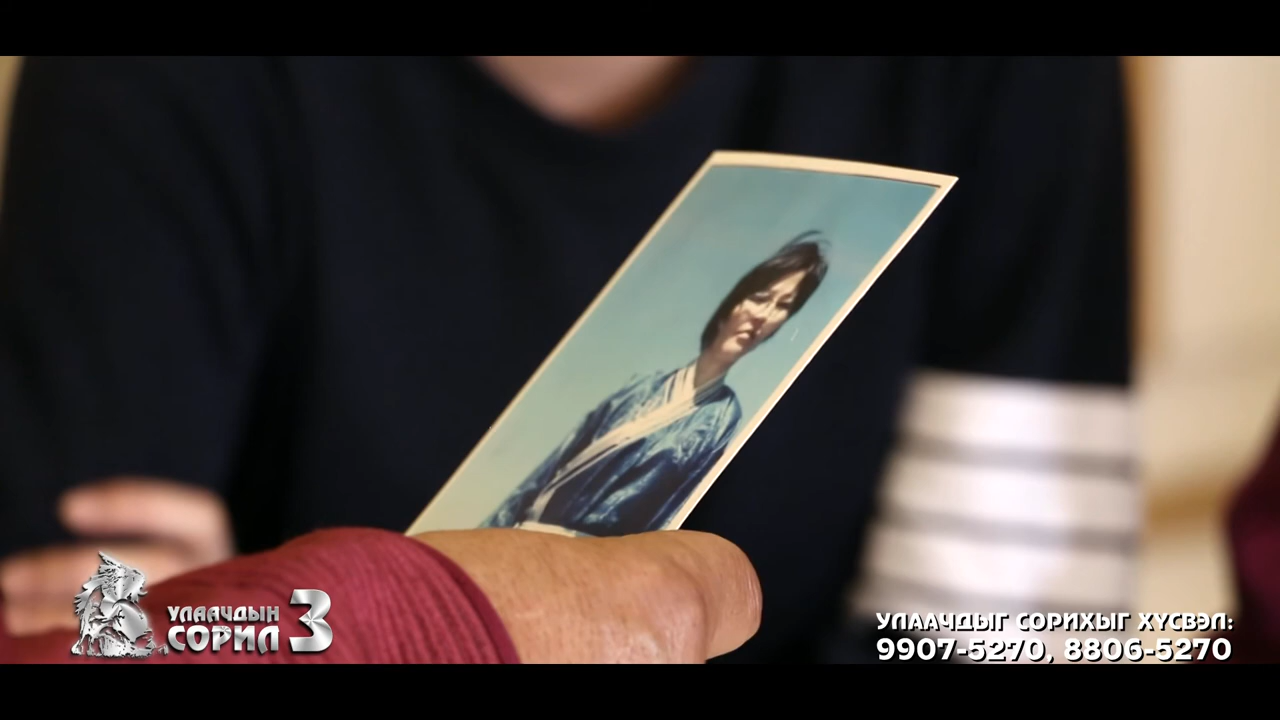 УЛААЧДЫН
СОРИЛ 3
УЛААЧДЫГ СОРИХЫГ ХҮСВЭЛ:
9907-5270, 8806-5270